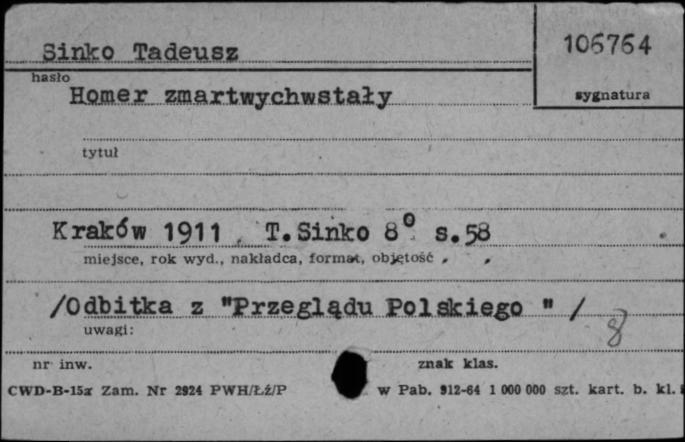 Sinko Tadeusz
106764
hasło
sygnatura
Homer zmartwychwstały
tytuł
Kraków 1911 T.Sinko 8° s.58
miejsce, rok wyd., nakładca, format, objętość
/Odbitka z "Przeglądu Polskiego " /
uwagi:
8
nr inw.
znak klas.
CWD-B-15a Zam. Nr 2924 PWH/Łź/P
w Pab. 912-64 1 000 000 szt. kart. b. kl.